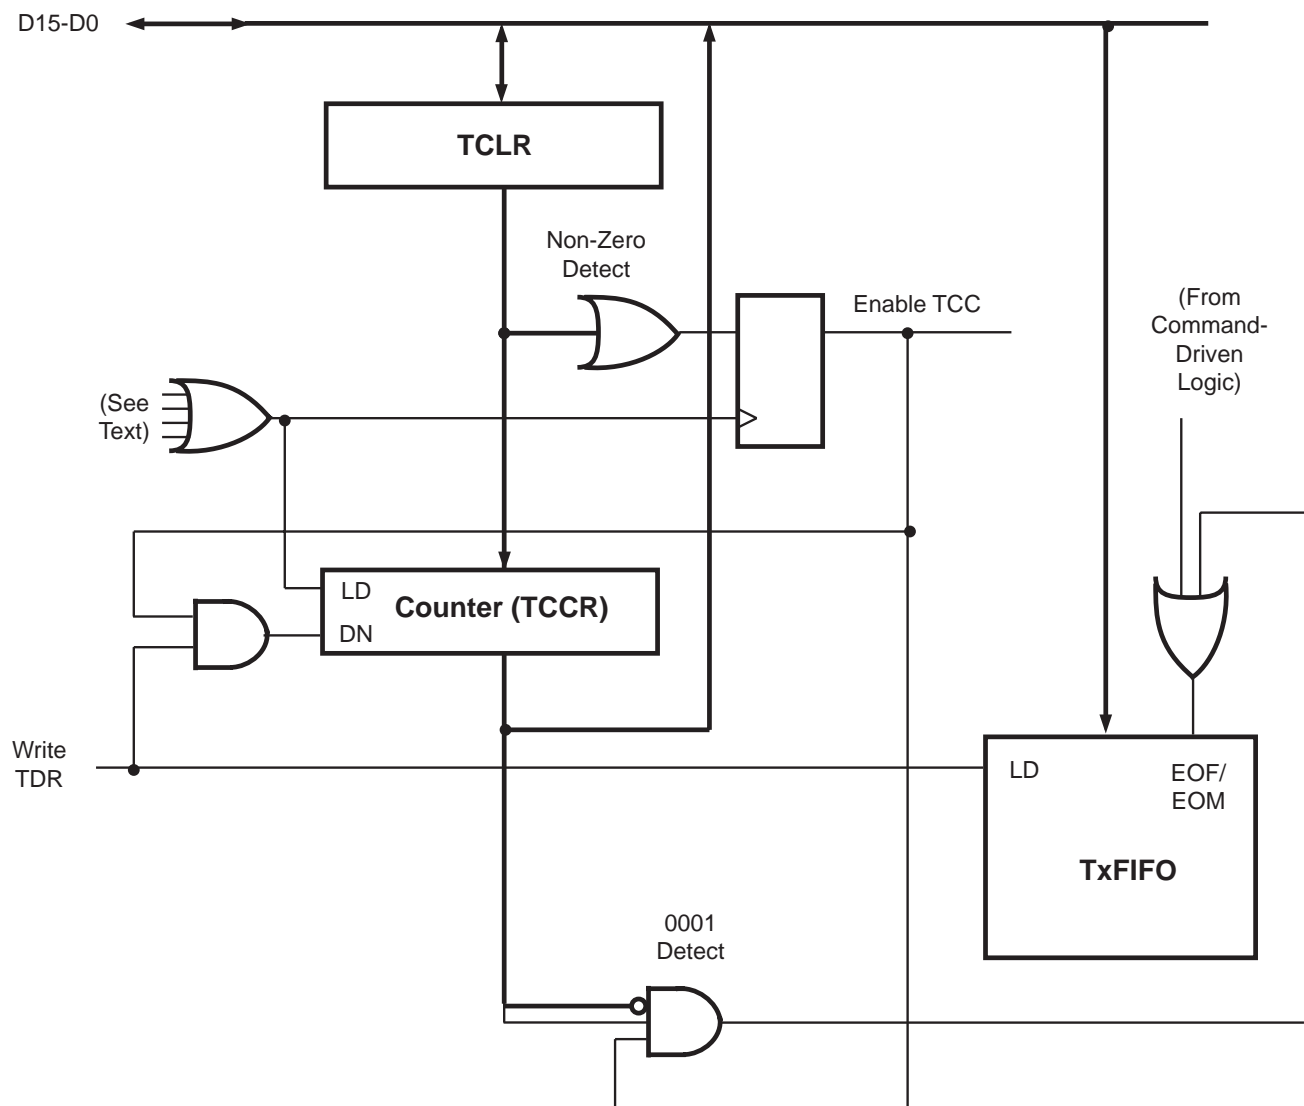 D15-D0
TCLR
Non-Zero
Detect
Enable TCC
(From
Command-
Driven
Logic)
(See
Text)
LD
Counter (TCCR)
DN
Write
TDR
LD
EOF/
EOM
TxFIFO
0001
Detect